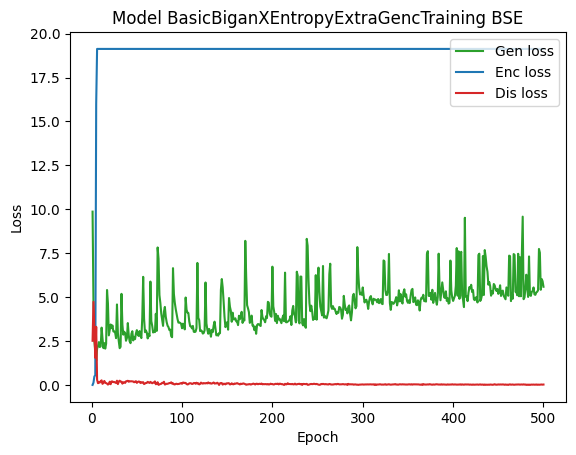 Model BasicBiganXEntropyExtraGencTraining BSE
20.0
17.5
15.0
12.5
10.0
7.5
5.0
2.5
0.0
Loss
Gen loss
Enc loss
Dis loss
0
100
200
300
400
500
Epoch